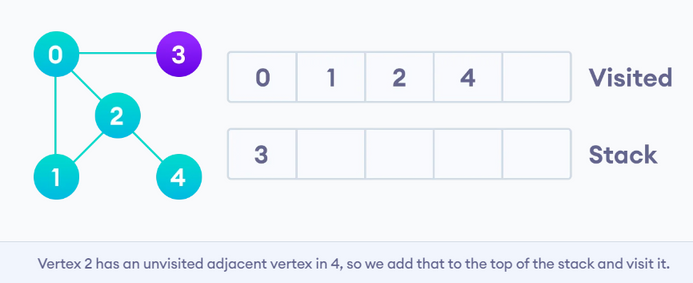 0 3
0 1 2 4 Visited
2
3 Stack
1 4
Vertex 2 has an unvisited adjacent vertex in 4, so we add that to the top of the stack and visit it.